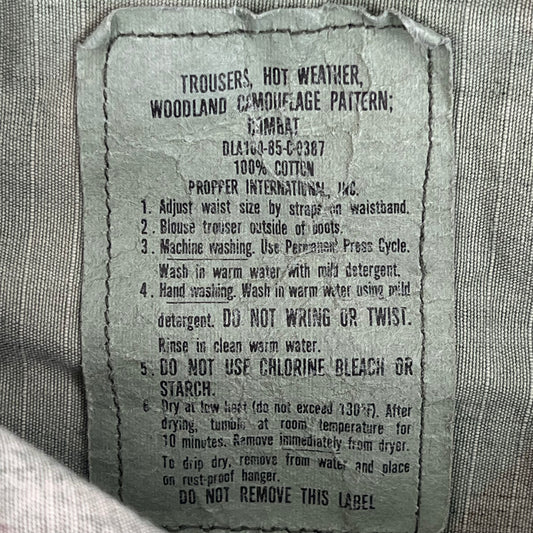 TROUSERS, HOT WEATHER,
WOODLAND CAMOUFLAGE PATTERN;
COMBAT
DLA100-85-C-0387
100% COTTON
PROPPER INTERNATIONAL, INC.
1. Adjust waist size by straps on waistband.
2. Blouse trouser outside of boots.
3. Machine washing. Use Permanent Press Cycle.
Wash in warm water with mild detergent.
4. Hand washing. Wash in warm water using mild
detergent. DO NOT WRING OR TWIST.
Rinse in clean warm water.
5. DO NOT USE CHLORINE BLEACH OR
STARCH.
6. Dry at low heat (do not exceed 130°F). After
drying, tumble at room temperature for
10 minutes. Remove immediately from dryer.
To drip dry, remove from water and place
on rust-proof hanger.
DO NOT REMOVE THIS LABEL